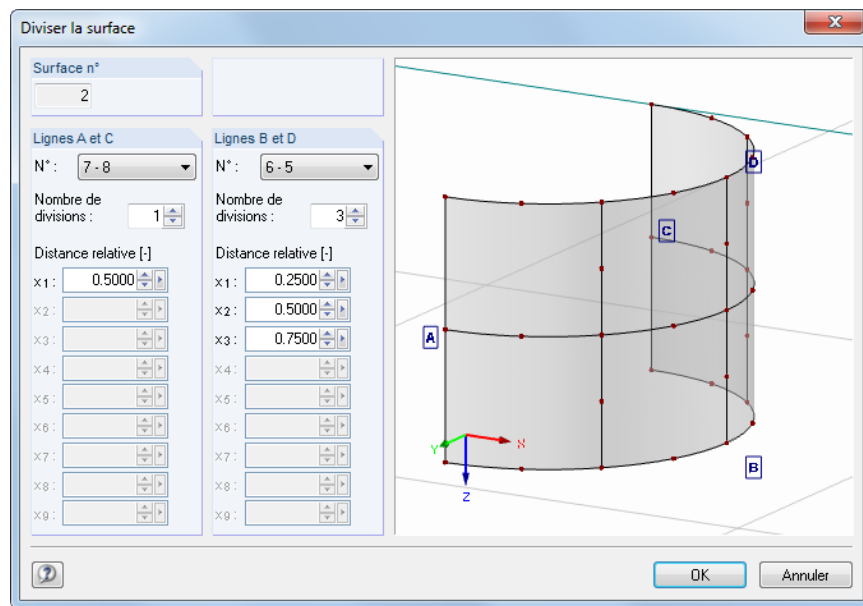 Diviser la surface
Surface n°
2
Lignes A et C
N° :
7 - 8
Nombre de
divisions :
1
Distance relative [-]
x1 :
0.5000
x2 :
x3 :
x4 :
x5 :
x6 :
x7 :
x8 :
x9 :
Lignes B et D
N° :
6 - 5
Nombre de
divisions :
3
Distance relative [-]
x1 :
0.2500
x2 :
0.5000
x3 :
0.7500
x4 :
x5 :
x6 :
x7 :
x8 :
x9 :
D
C
A
B
Y
X
Z
OK
Annuler